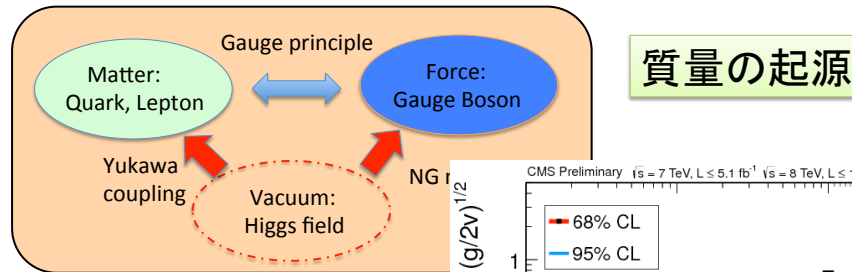 Gauge principle
Matter:
Quark, Lepton
Force:
Gauge Boson
質量の起源
Yukawa
coupling
NG
Vacuum:
Higgs field
CMS Preliminary √s = 7 TeV, L ≤ 5.1 fb⁻¹ √s = 8 TeV, L ≤ 1
(g/2v)^1/2
68% CL
95% CL
1